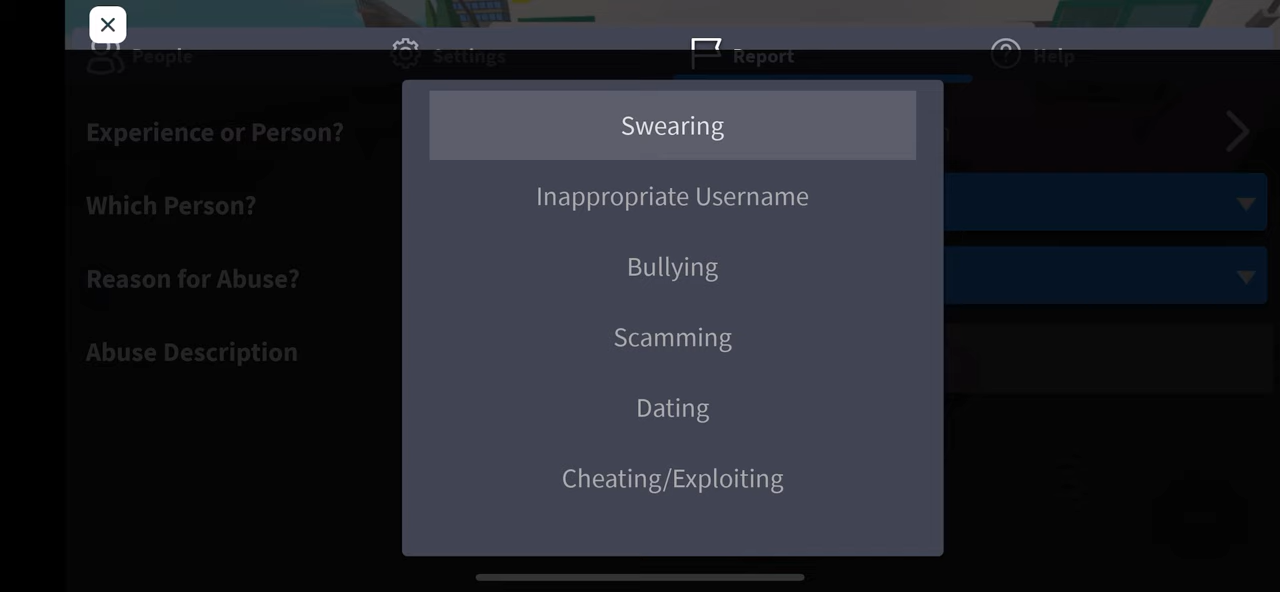 People
Settings
Report
Help
Experience or Person?
Which Person?
Reason for Abuse?
Abuse Description
Swearing
Inappropriate Username
Bullying
Scamming
Dating
Cheating/Exploiting